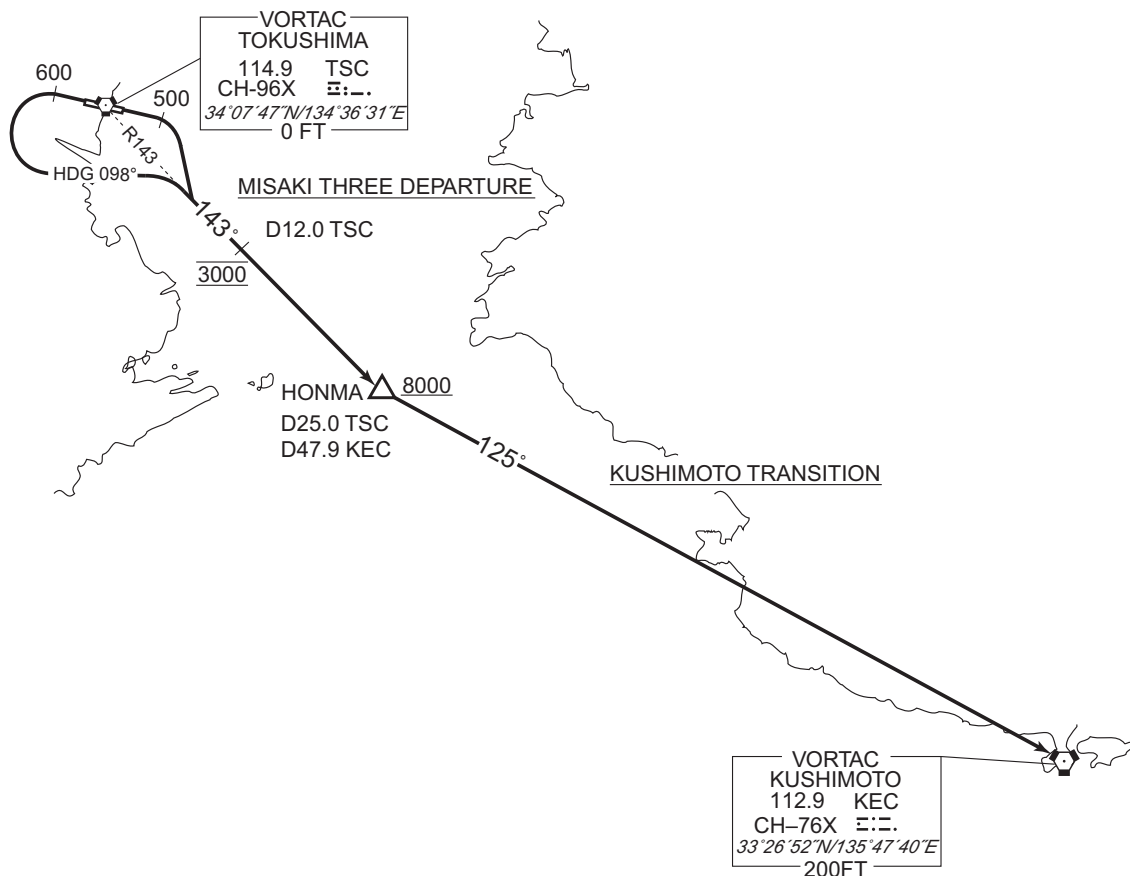 VORTAC
TOKUSHIMA
114.9 TSC
CH-96X
34°07′47″N/134°36′31″E
0 FT
600
500
R143
HDG 098°
MISAKI THREE DEPARTURE
143°
D12.0 TSC
3000
HONMA
8000
D25.0 TSC
D47.9 KEC
125°
KUSHIMOTO TRANSITION
VORTAC
KUSHIMOTO
112.9 KEC
CH–76X
33°26′52″N/135°47′40″E
200FT